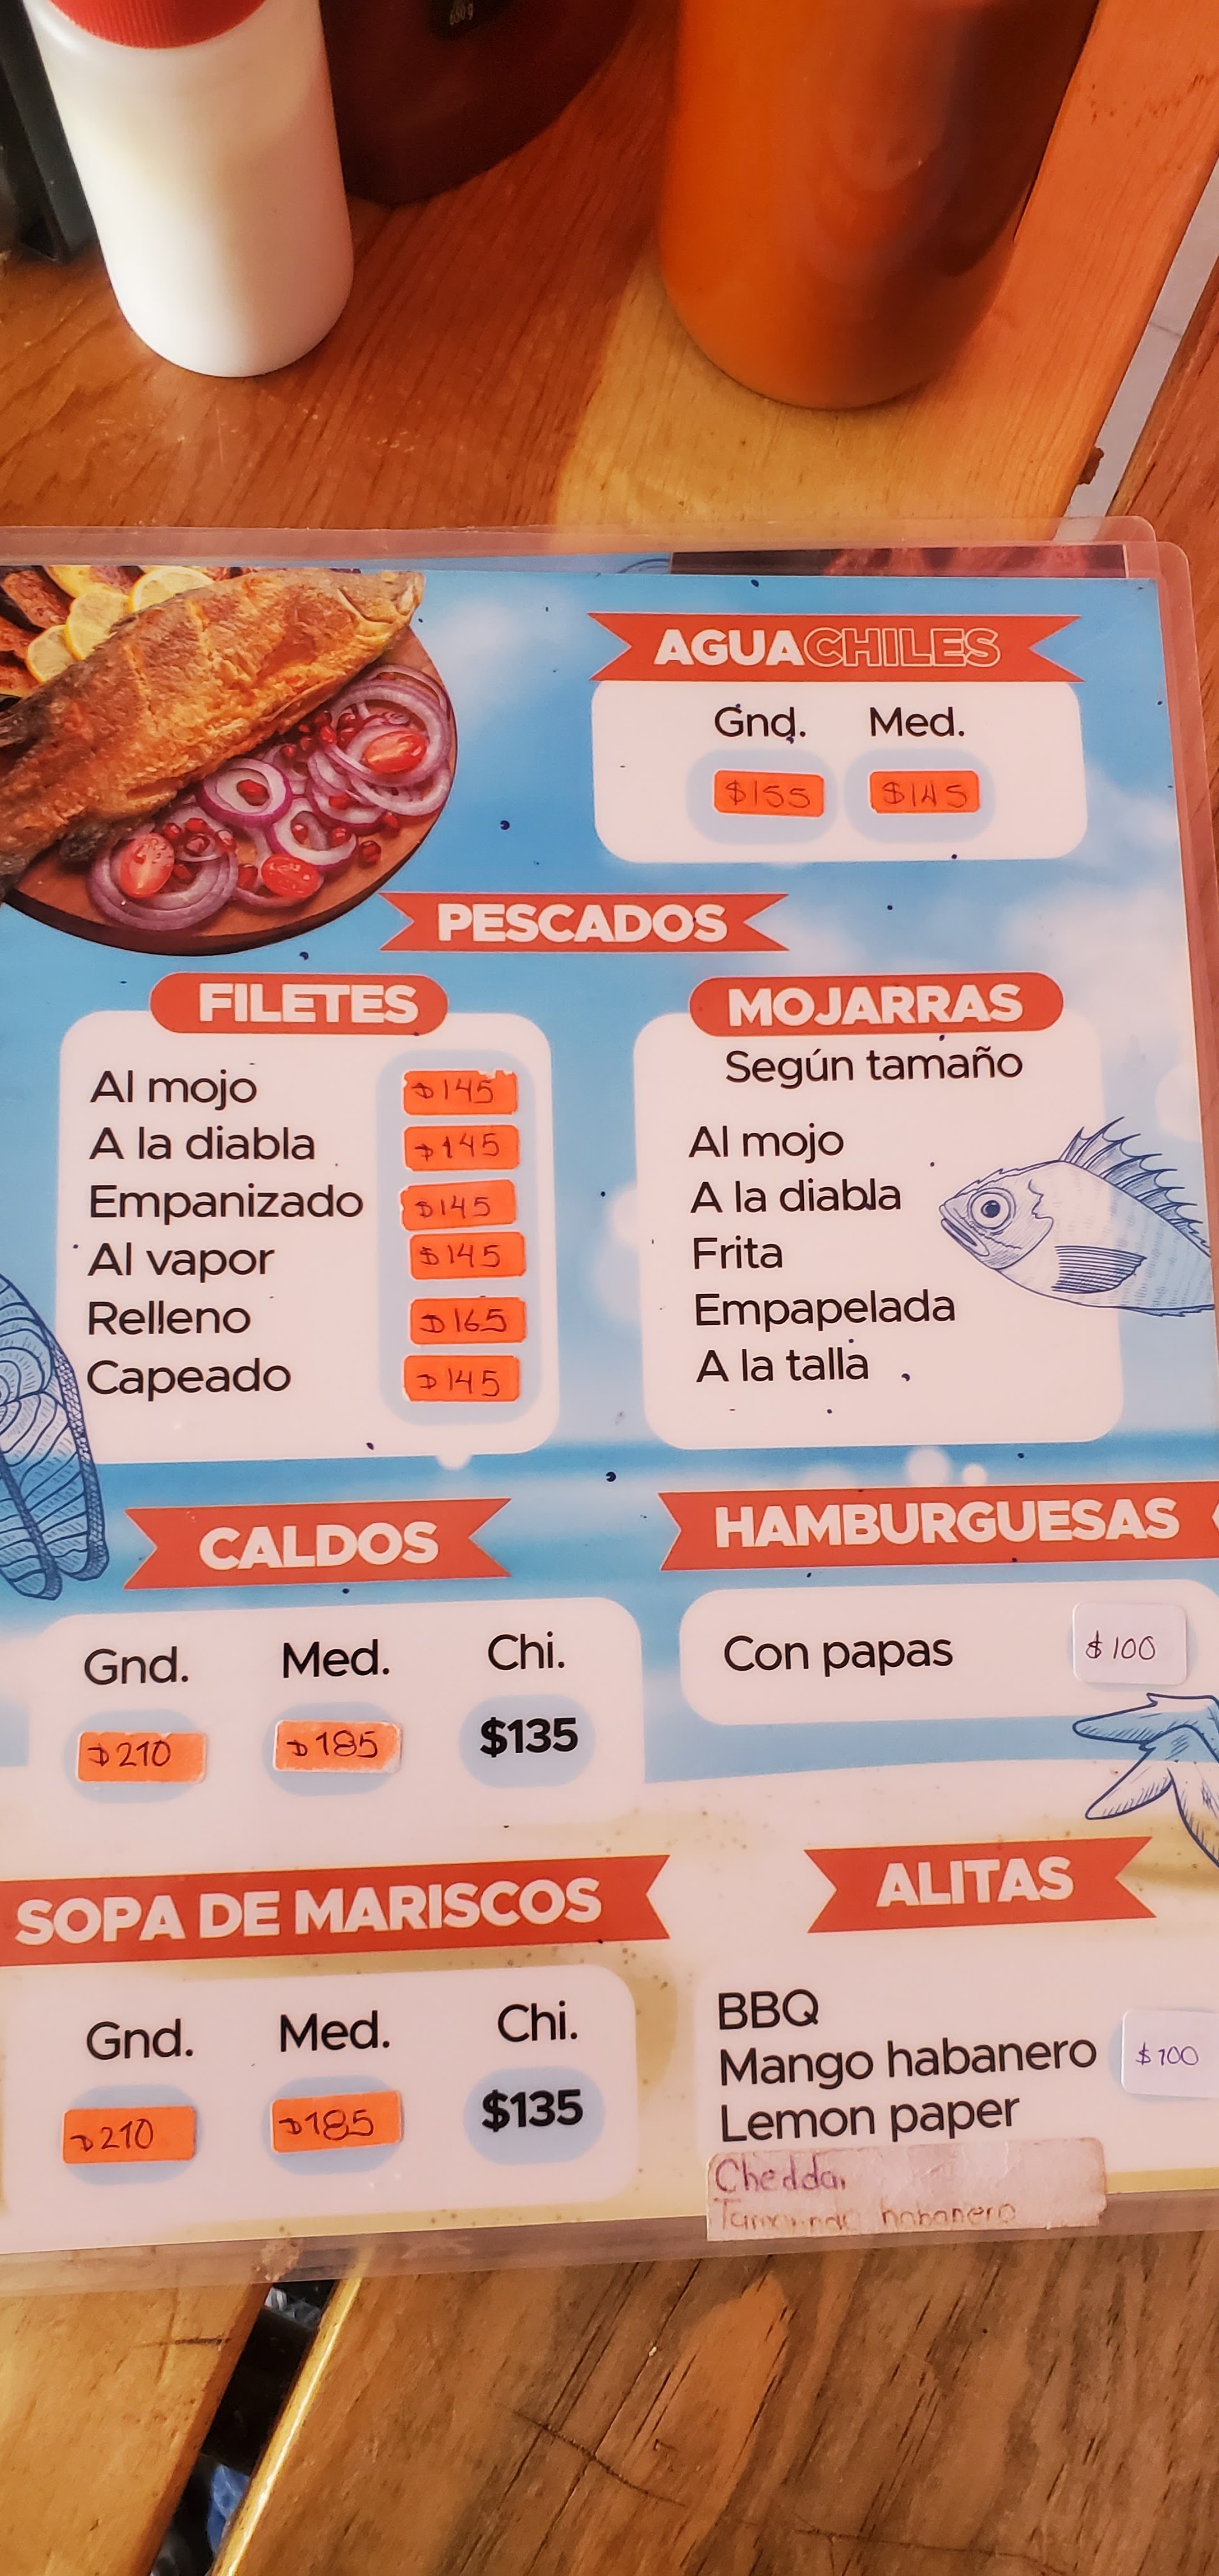 650g
AGUACHILES
Gnd. Med.
$155 $145
PESCADOS
FILETES
Al mojo $145
A la diabla $145
Empanizado $145
Al vapor $145
Relleno $165
Capeado $145
MOJARRAS
Según tamaño
Al mojo
A la diabla
Frita
Empapelada
A la talla
CALDOS
Gnd. Med. Chi.
$210 $185 $135
HAMBURGUESAS
Con papas $100
SOPA DE MARISCOS
Gnd. Med. Chi.
$210 $185 $135
ALITAS
BBQ
Mango habanero $100
Lemon paper
Cheddar
Tamarindo habanero